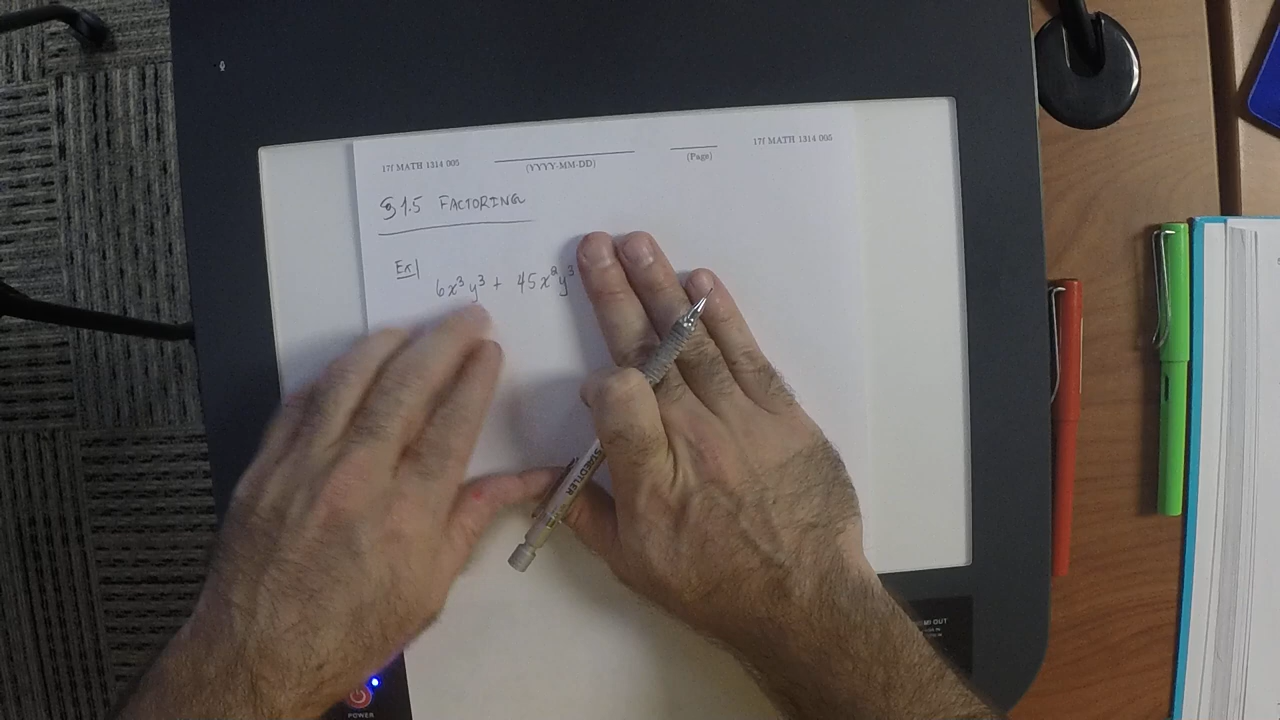 17f MATH 1314 005 (YYYY-MM-DD) (Page) 17f MATH 1314 005
§ 1.5 FACTORING
Ex| 6x³y³ + 45x²y³
STAEDTLER
POWER